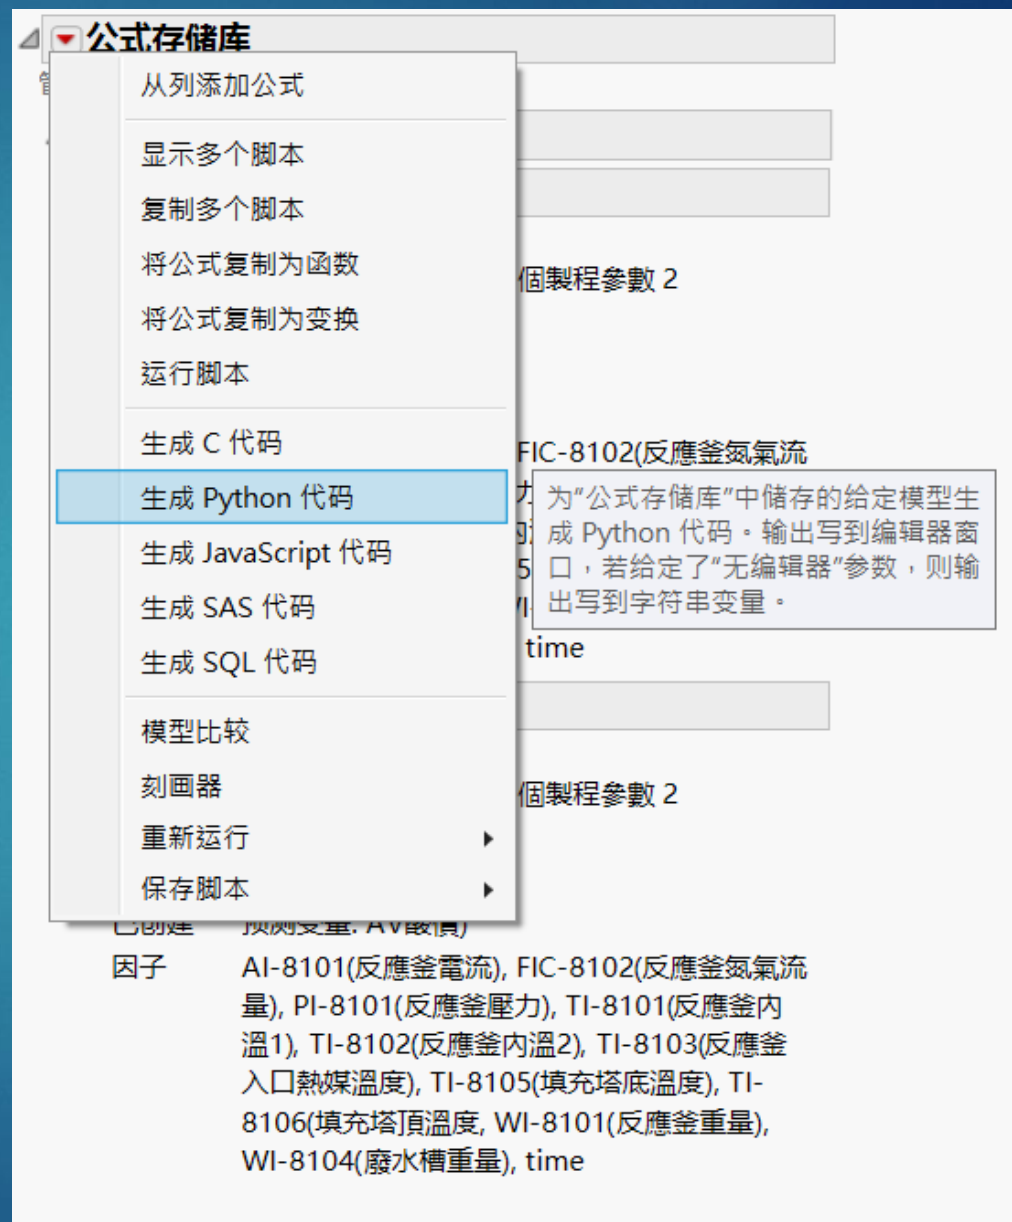 公式存储库
从列添加公式
显示多个脚本
复制多个脚本
将公式复制为函数
個製程參數 2
将公式复制为变换
运行脚本
生成 C 代码
FIC-8102(反應釜氮氣流
生成 Python 代码
为“公式存储库”中储存的给定模型生
成 Python 代码。输出写到编辑器窗
口，若给定了“无编辑器”参数，则输
出写到字符串变量。
生成 JavaScript 代码
生成 SAS 代码
time
生成 SQL 代码
模型比较
刻画器
個製程參數 2
重新运行
保存脚本
已创建
因子
AI-8101(反應釜電流), FIC-8102(反應釜氮氣流
量), PI-8101(反應釜壓力), TI-8101(反應釜內
溫1), TI-8102(反應釜內溫2), TI-8103(反應釜
入口熱媒溫度), TI-8105(填充塔底溫度), TI-
8106(填充塔頂溫度, WI-8101(反應釜重量),
WI-8104(廢水槽重量), time